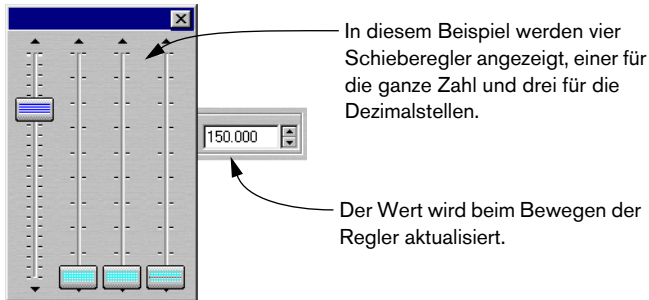 In diesem Beispiel werden vier
Schieberegler angezeigt, einer für
die ganze Zahl und drei für die
Dezimalstellen.
150.000
Der Wert wird beim Bewegen der
Regler aktualisiert.